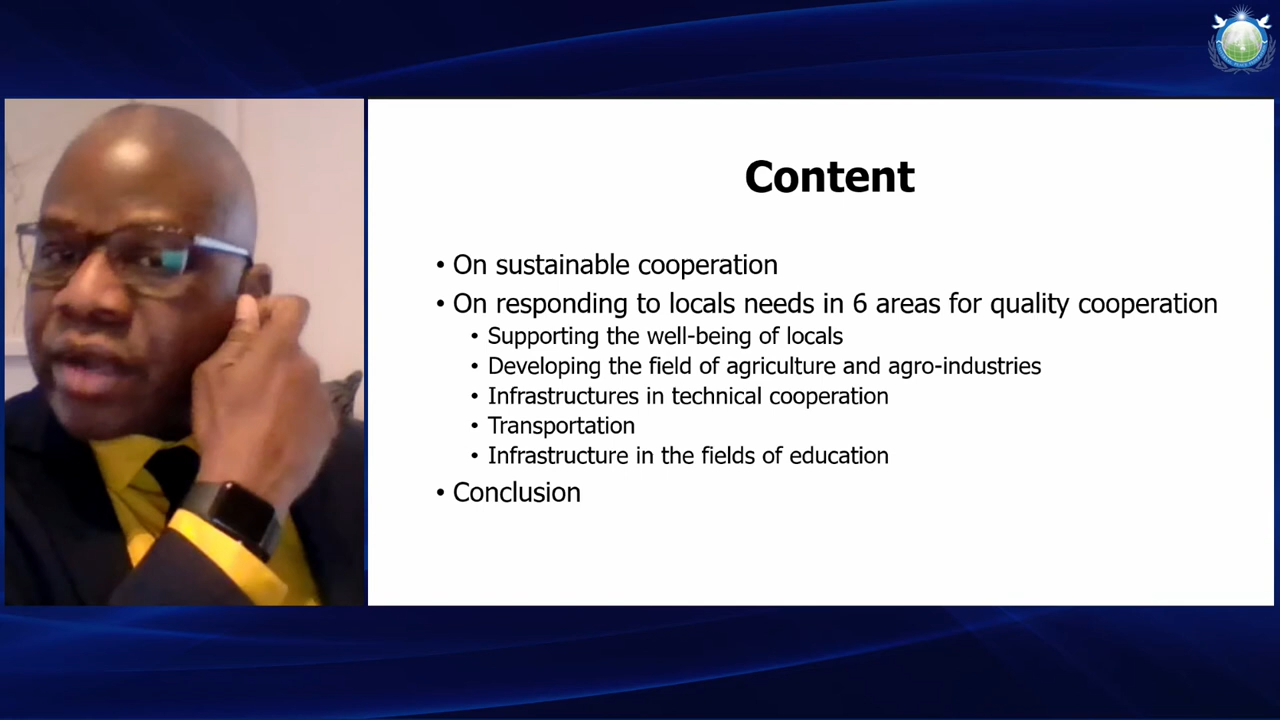 Content
• On sustainable cooperation
• On responding to locals needs in 6 areas for quality cooperation
• Supporting the well-being of locals
• Developing the field of agriculture and agro-industries
• Infrastructures in technical cooperation
• Transportation
• Infrastructure in the fields of education
• Conclusion